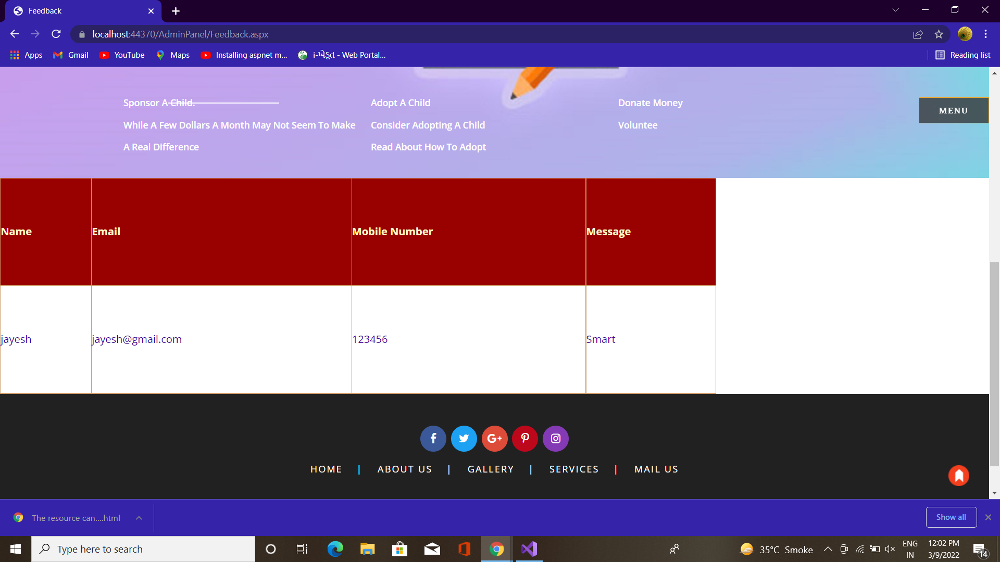 Feedback
localhost:44370/AdminPanel/Feedback.aspx
Apps Gmail YouTube Maps Installing aspnet m... i-ખેડૂત - Web Portal... Reading list
Sponsor A Child. Adopt A Child Donate Money
MENU
While A Few Dollars A Month May Not Seem To Make Consider Adopting A Child Voluntee
A Real Difference Read About How To Adopt
Name Email Mobile Number Message
jayesh jayesh@gmail.com 123456 Smart
HOME | ABOUT US | GALLERY | SERVICES | MAIL US
The resource can....html Show all
Type here to search 35°C Smoke ENG 12:02 PM
IN 3/9/2022 14